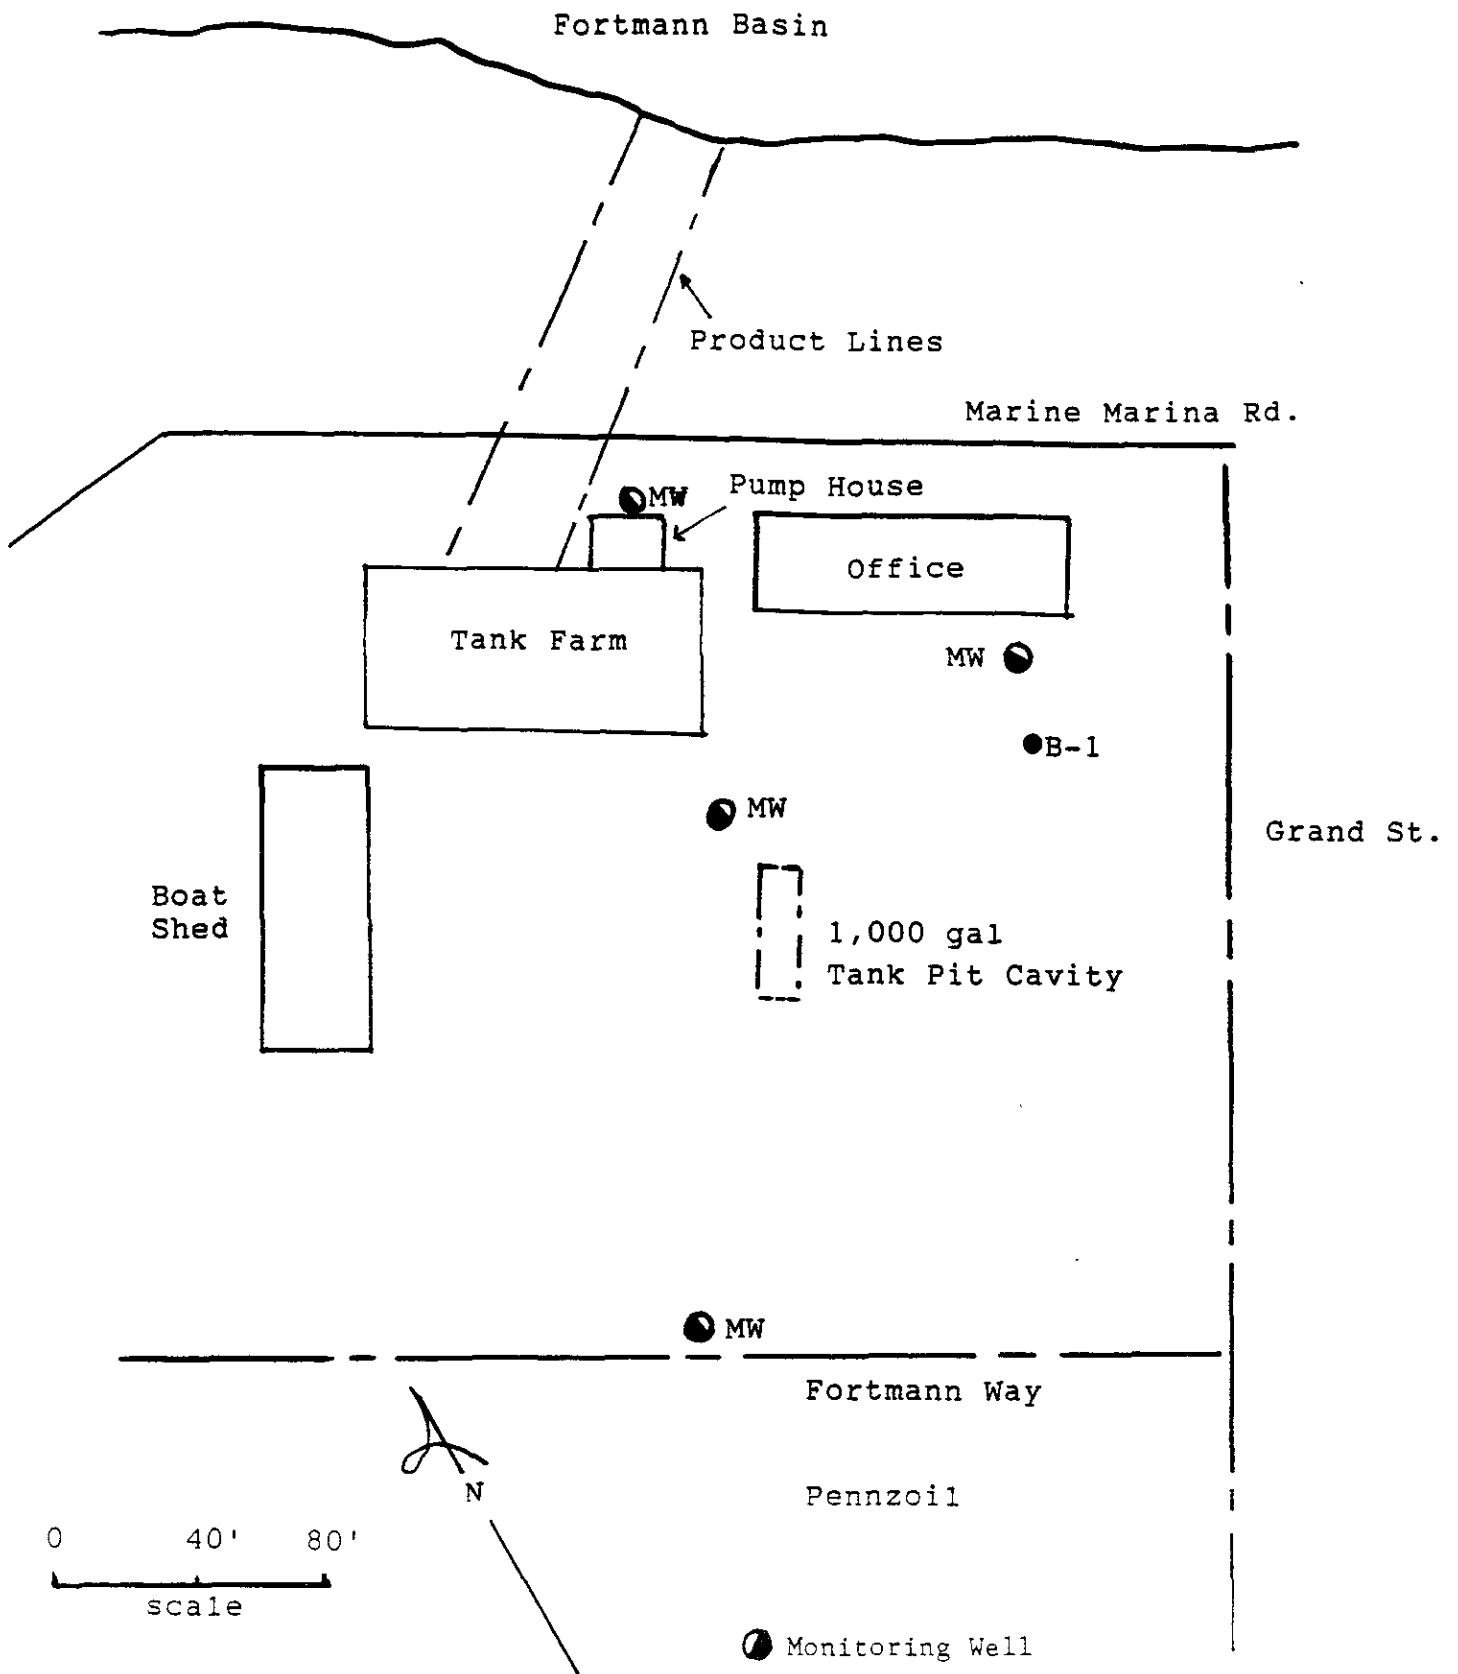 Fortmann Basin
Product Lines
Marine Marina Rd.
MW
Pump House
Office
Tank Farm
MW
B-1
MW
Grand St.
Boat
Shed
1,000 gal
Tank Pit Cavity
MW
Fortmann Way
N
Pennzoil
0 40' 80'
scale
Monitoring Well